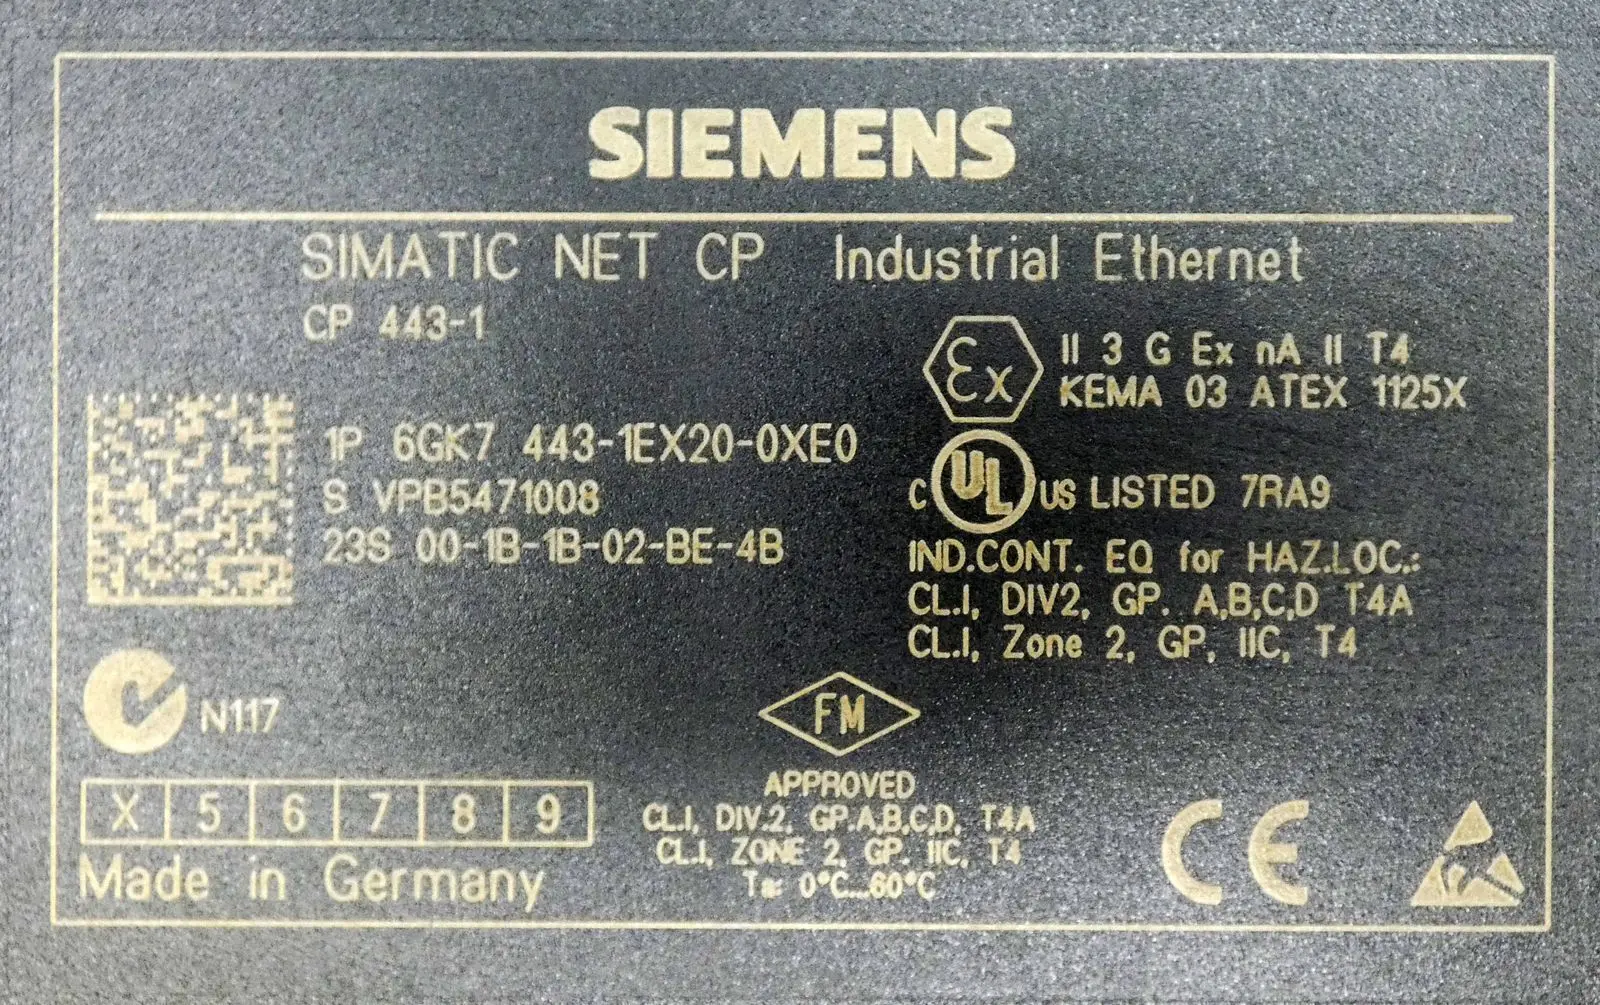 SIEMENS
SIMATIC NET CP Industrial Ethernet
CP 443-1
Ex II 3 G Ex nA II T4
KEMA 03 ATEX 1125X
1P 6GK7 443-1EX20-0XE0
S VPB5471008
23S 00-1B-1B-02-BE-4B
C UL US LISTED 7RA9
IND.CONT. EQ for HAZ.LOC.:
CL.I, DIV2, GP. A,B,C,D T4A
CL.I, Zone 2, GP, IIC, T4
N117
X 5 6 7 8 9
Made in Germany
FM
APPROVED
CL.I, DIV.2, GP.A,B,C,D, T4A
CL.I, ZONE 2, GP. IIC, T4
Ta: 0°C...60°C
CE